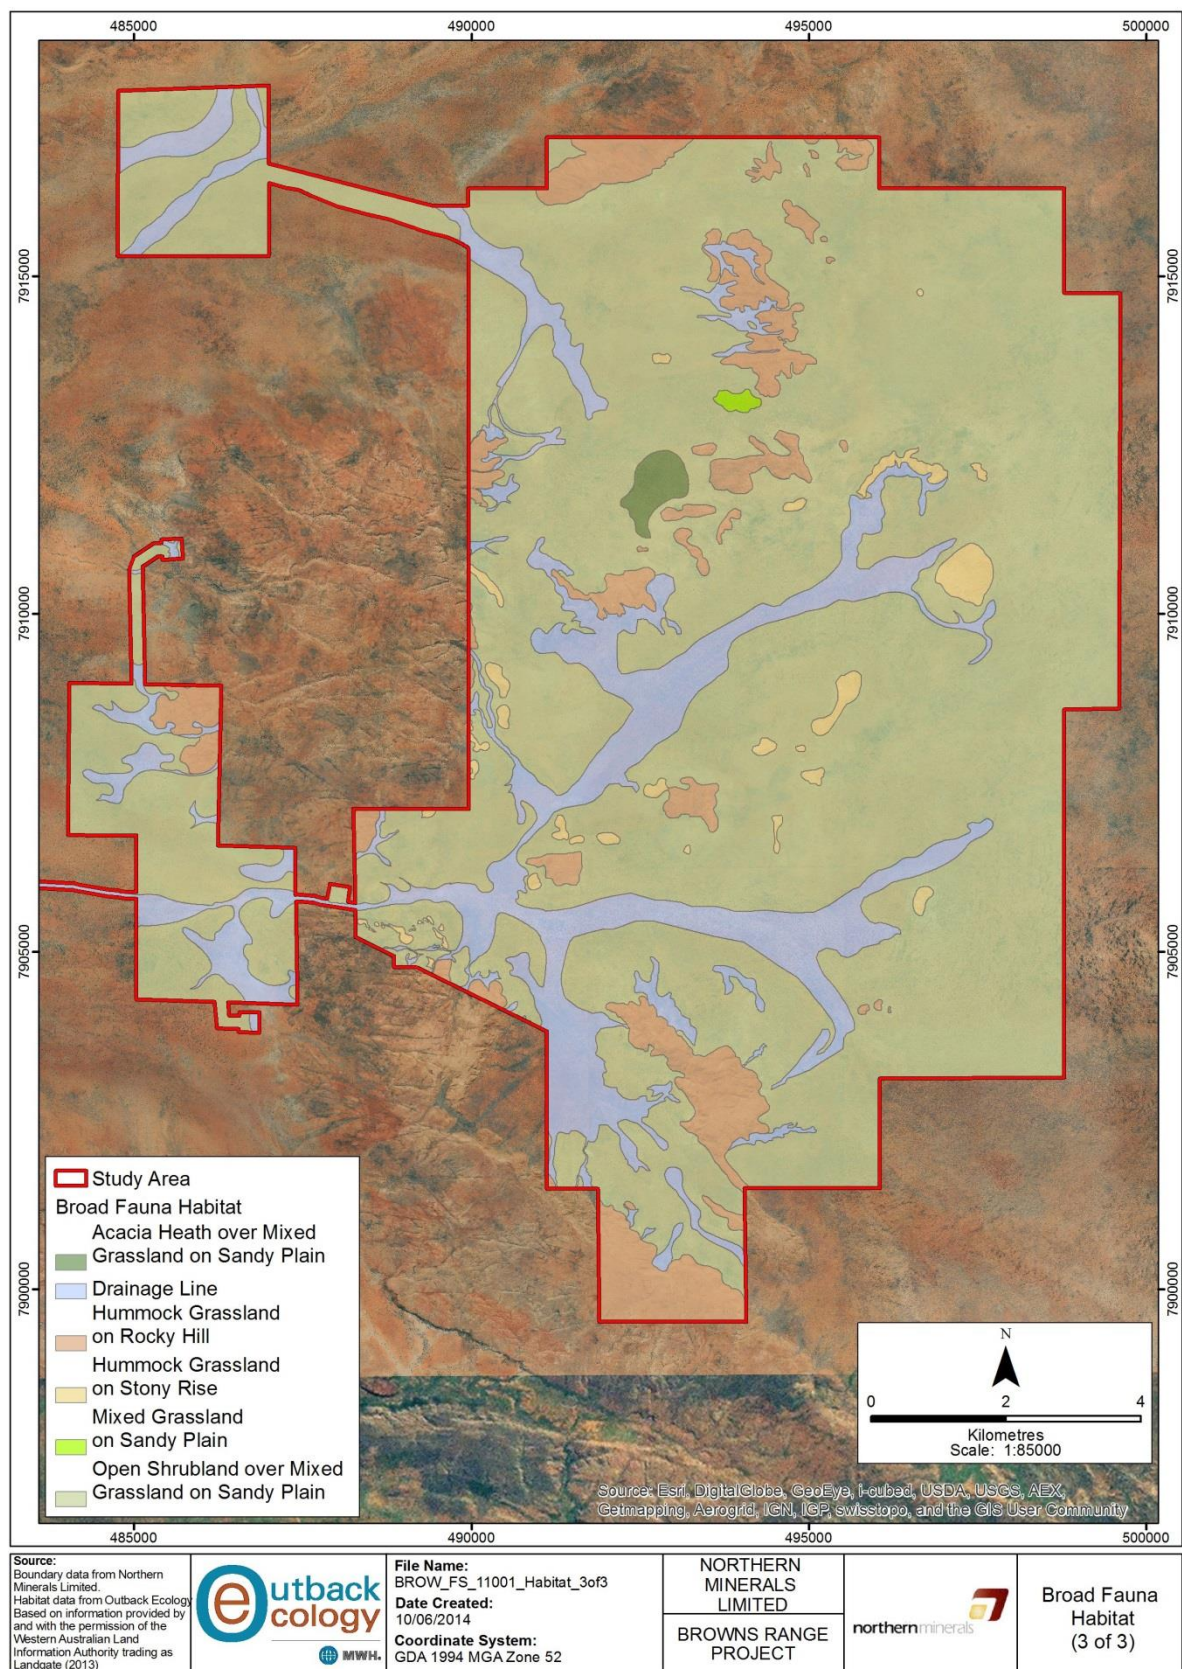 485000 490000 495000 500000
7915000 7915000
7910000 7910000
7905000 7905000
7900000 7900000
Study Area
Broad Fauna Habitat
Acacia Heath over Mixed
Grassland on Sandy Plain
Drainage Line
Hummock Grassland
on Rocky Hill
Hummock Grassland
on Stony Rise
Mixed Grassland
on Sandy Plain
Open Shrubland over Mixed
Grassland on Sandy Plain
N
0 2 4
Kilometres
Scale: 1:85000
Source: Esri, DigitalGlobe, GeoEye, i-cubed, USDA, USGS, AEX,
Getmapping, Aerogrid, IGN, IGP, swisstopo, and the GIS User Community
485000 490000 495000 500000
Source:
Boundary data from Northern
Minerals Limited.
Habitat data from Outback Ecology
Based on information provided by
and with the permission of the
Western Australian Land
Information Authority trading as
Landgate (2013)
Outback
ecology
MWH.
File Name:
BROW_FS_11001_Habitat_3of3
Date Created:
10/06/2014
Coordinate System:
GDA 1994 MGA Zone 52
NORTHERN
MINERALS
LIMITED
BROWNS RANGE
PROJECT
northernminerals
Broad Fauna
Habitat
(3 of 3)